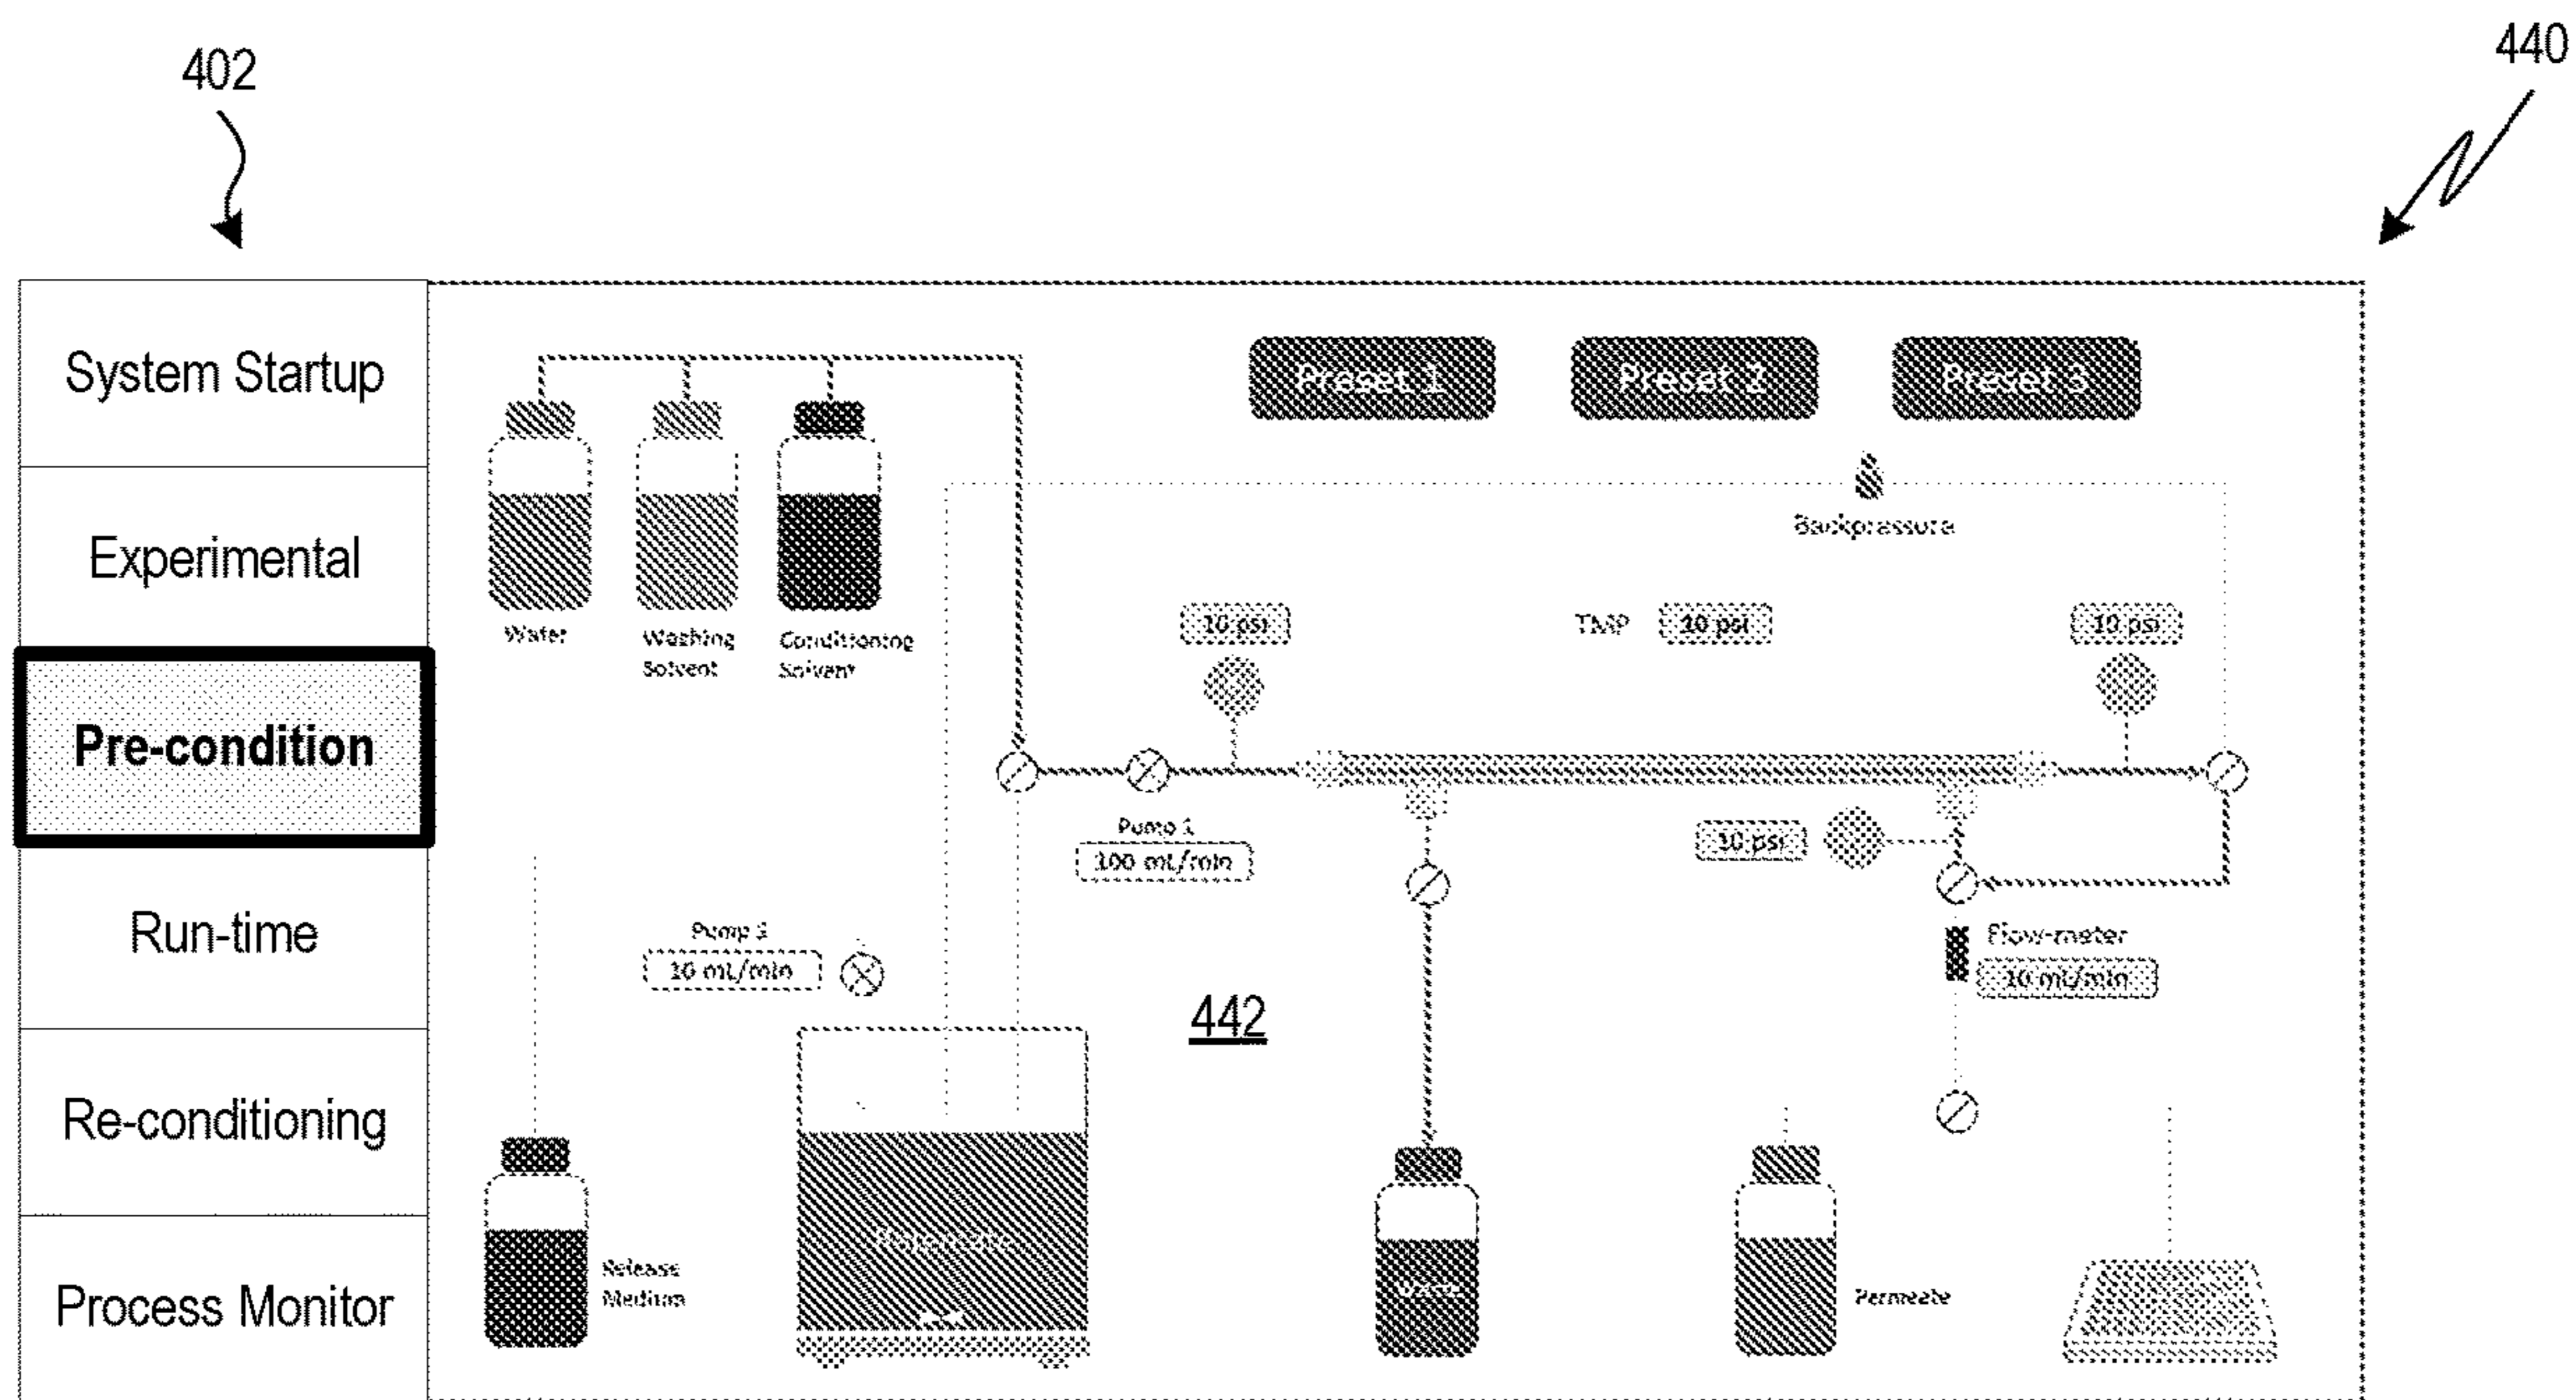 402
440
System Startup
Experimental
Pre-condition
Run-time
Re-conditioning
Process Monitor
Preset 1
Preset 2
Preset 3
Backpressure
Water
Washing
Solvent
Conditioning
Solvent
10 psi
TMP
10 psi
10 psi
Pump 1
100 mL/min
10 psi
Flow-meter
10 mL/min
10 mL/min
442
Release
Medium
Permeate